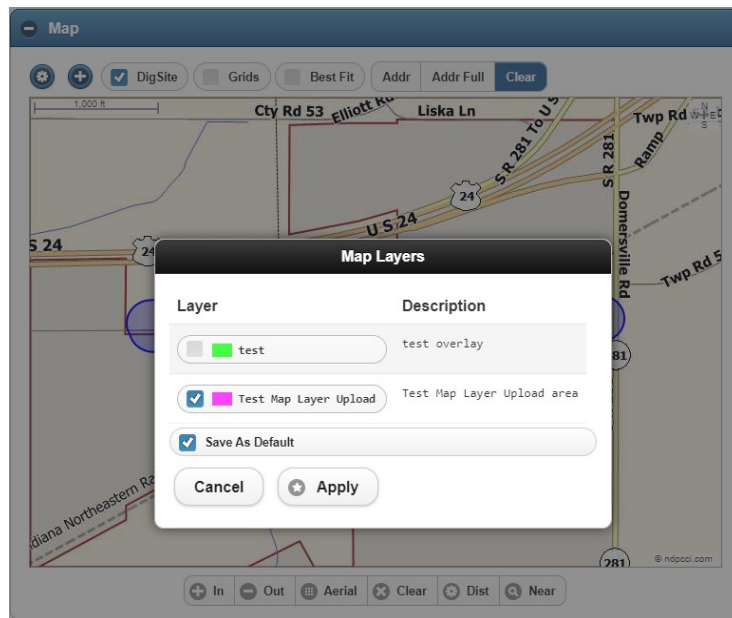 Map
DigSite Grids Best Fit Addr Addr Full Clear
1,000 ft
Cty Rd 53 Elliott Ru Liska Ln
S R 281 To U S
Twp Rd
N
W E
S
24
S R 281
Ramp
U S 24
5 24
24
Domersville Rd
Twp Rd 5
Map Layers
Layer Description
test test overlay
Test Map Layer Upload Test Map Layer Upload area
Save As Default
Cancel Apply
81
diana Northeastern Ra
281
© ndpcci.com
In Out Aerial Clear Dist Near